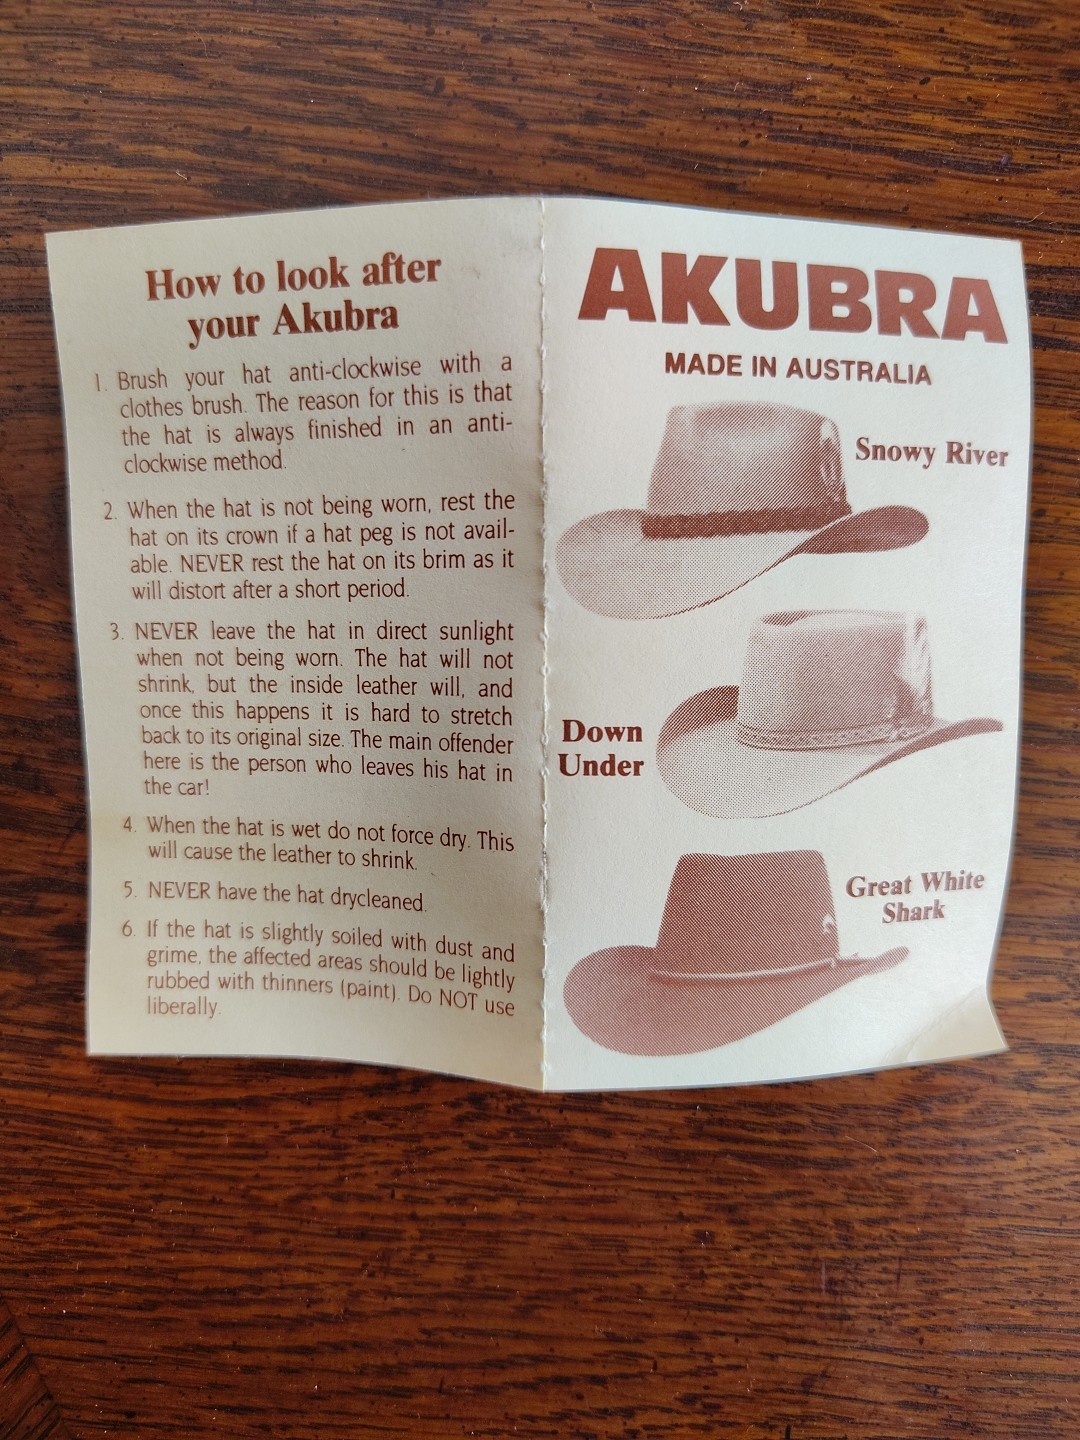 How to look after
your Akubra
1. Brush your hat anti-clockwise with a
clothes brush. The reason for this is that
the hat is always finished in an anti-
clockwise method.
2. When the hat is not being worn, rest the
hat on its crown if a hat peg is not avail-
able. NEVER rest the hat on its brim as it
will distort after a short period.
3. NEVER leave the hat in direct sunlight
when not being worn. The hat will not
shrink, but the inside leather will, and
once this happens it is hard to stretch
back to its original size. The main offender
here is the person who leaves his hat in
the car!
4. When the hat is wet do not force dry. This
will cause the leather to shrink.
5. NEVER have the hat drycleaned.
6. If the hat is slightly soiled with dust and
grime, the affected areas should be lightly
rubbed with thinners (paint). Do NOT use
liberally.
AKUBRA
MADE IN AUSTRALIA
Snowy River
Down
Under
Great White
Shark